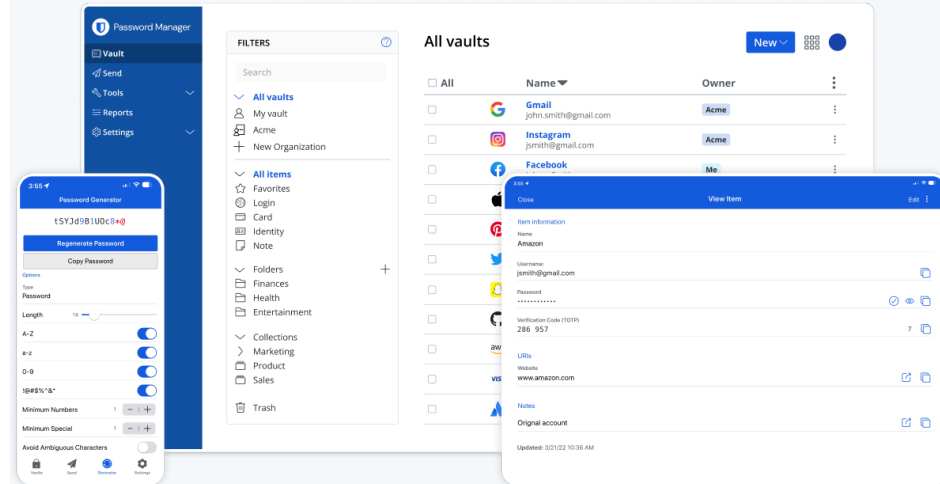 Password Manager
Vault
Send
Tools
Reports
Settings
FILTERS
Search
All vaults
My vault
Acme
New Organization
All items
Favorites
Login
Card
Identity
Note
Folders
Finances
Health
Entertainment
Collections
Marketing
Product
Sales
Trash
All vaults
New
All Name Owner
Gmail Acme
john.smith@gmail.com
Instagram Acme
jsmith@gmail.com
Facebook Me
aws
VIS
3:55
Password Generator
tSYJd9B1U0c8*@
Regenerate Password
Copy Password
Options
Type
Password
Length 14
A-Z
a-z
0-9
!@#$%^&*
Minimum Numbers 1 - +
Minimum Special 1 - +
Avoid Ambiguous Characters
Vaults Send Generator Settings
3:55
Close View Item Edit
Item information
Name
Amazon
Username:
jsmith@gmail.com
Password
Verification Code (TOTP)
286 957 7
URIs
Website
www.amazon.com
Notes
Orignal account
Updated: 3/21/22 10:36 AM